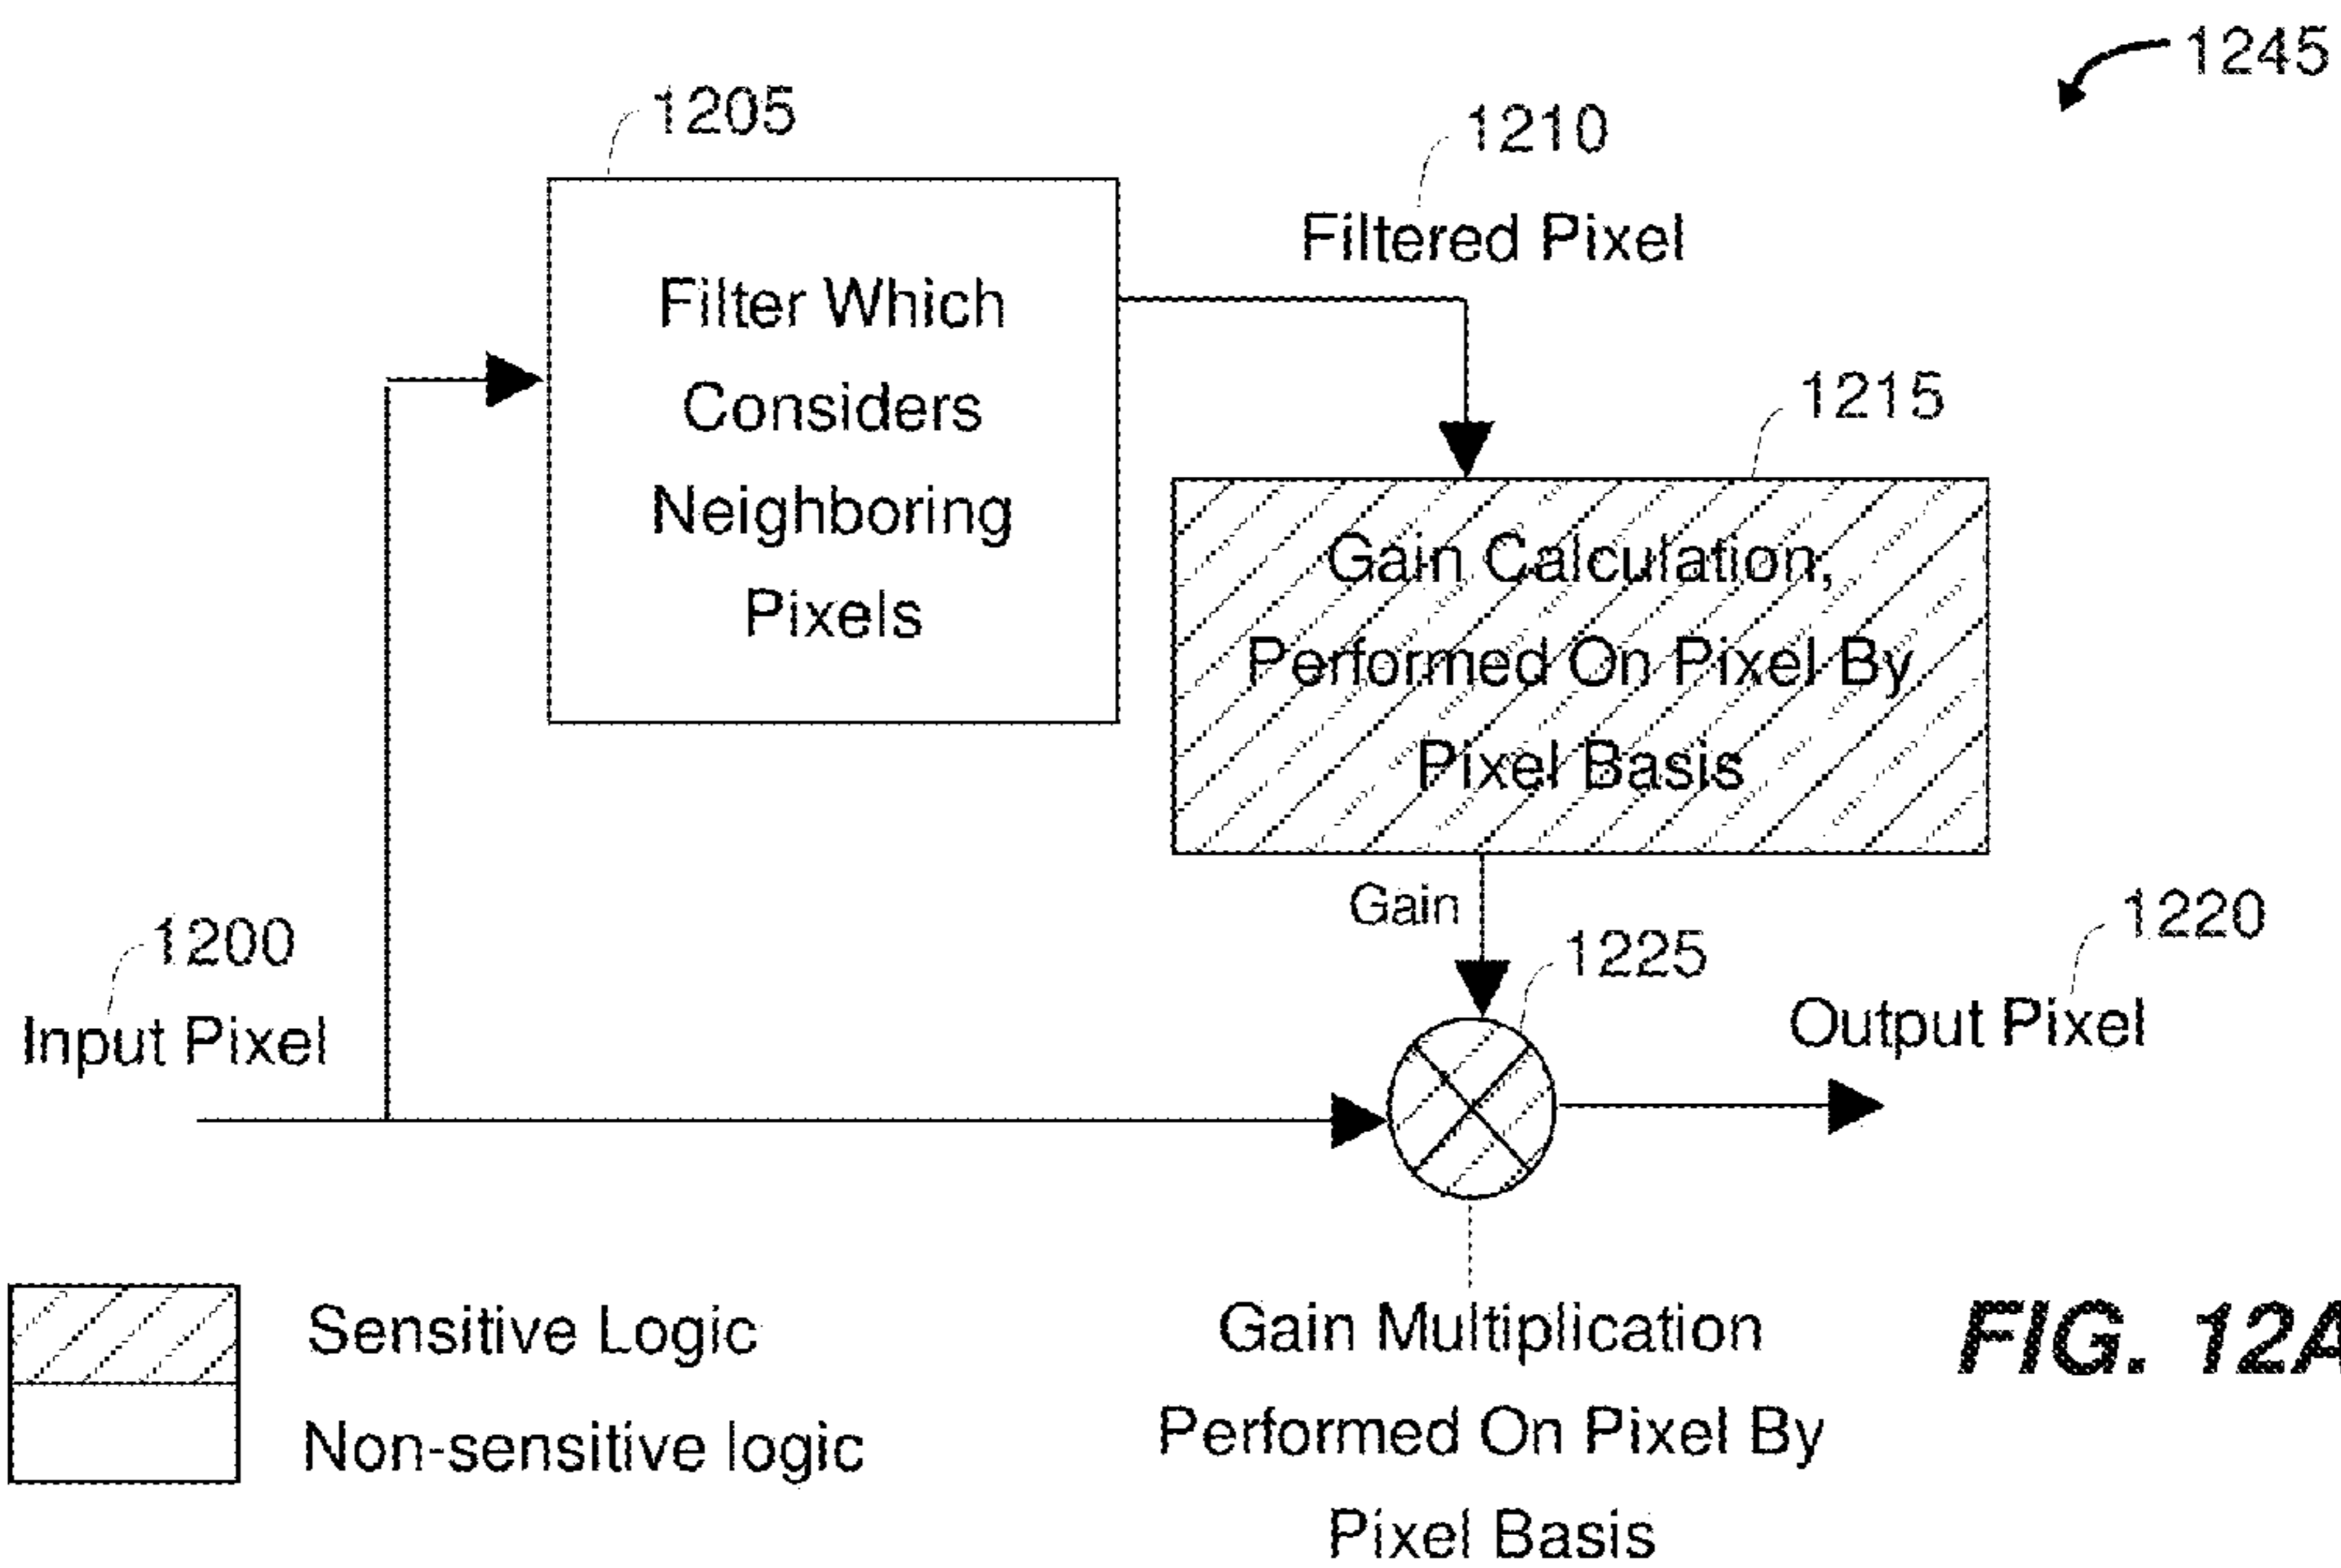 1245
1205
1210
Filtered Pixel
Filter Which
Considers
Neighboring
Pixels
1215
Gain Calculation,
Performed On Pixel By
Pixel Basis
Gain
1200
Input Pixel
1225
1220
Output Pixel
Sensitive Logic
Non-sensitive logic
Gain Multiplication
Performed On Pixel By
Pixel Basis
FIG. 12A